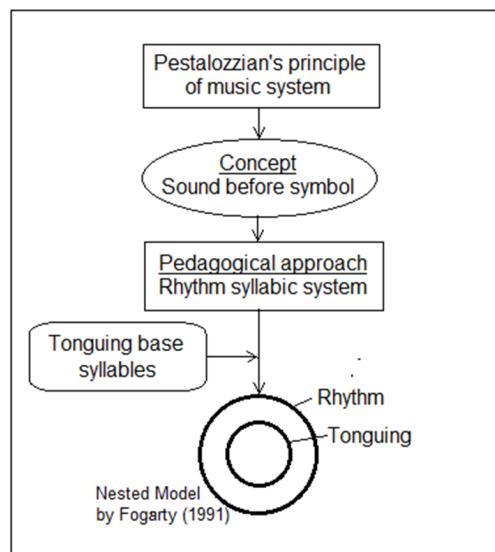 Pestalozzian's principle
of music system
Concept
Sound before symbol
Pedagogical approach
Rhythm syllabic system
Tonguing base
syllables
Rhythm
Tonguing
Nested Model
by Fogarty (1991)